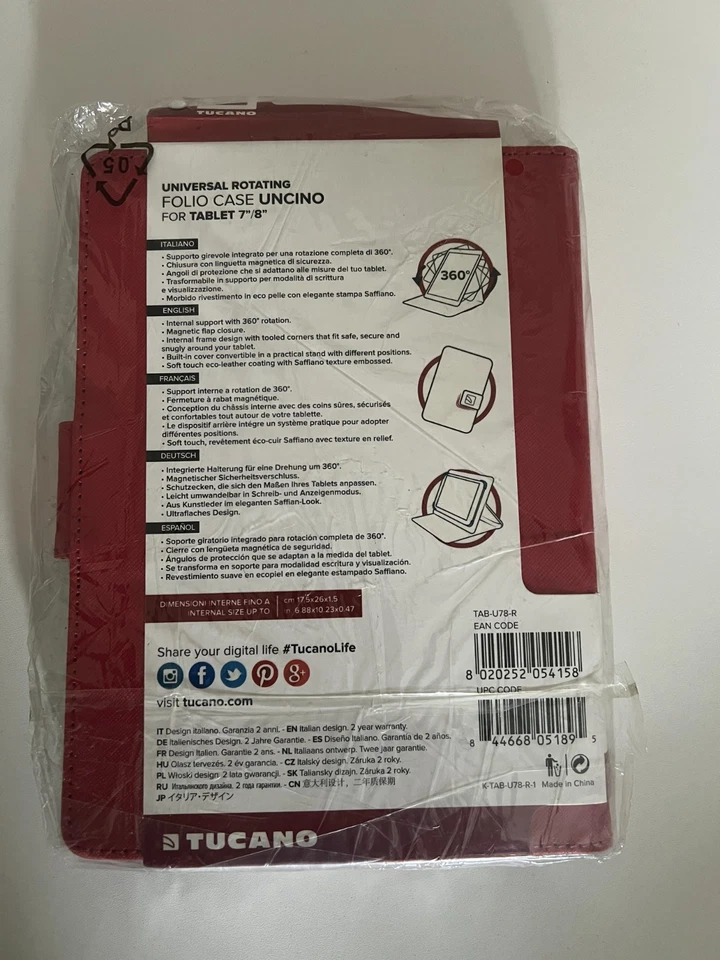 TUCANO
05
UNIVERSAL ROTATING
FOLIO CASE UNCINO
FOR TABLET 7"/8"
ITALIANO
• Supporto girevole integrato per una rotazione completa di 360°.
• Chiusura con linguetta magnetica di sicurezza.
• Angoli di protezione che si adattano alle misure del tuo tablet.
• Trasformabile in supporto per modalità di scrittura
e visualizzazione.
• Morbido rivestimento in eco pelle con elegante stampa Saffiano.
360°
ENGLISH
• Internal support with 360° rotation.
• Magnetic flap closure.
• Internal frame design with tooled corners that fit safe, secure and
snugly around your tablet.
• Built-in cover convertible in a practical stand with different positions.
• Soft touch eco-leather coating with Saffiano texture embossed.
FRANÇAIS
• Support interne a rotation de 360°.
• Fermeture à rabat magnétique.
• Conception du châssis interne avec des coins sûres, sécurisés
et confortables tout autour de votre tablette.
• Le dispositif arrière intègre un système pratique pour adopter
différentes positions.
• Soft touch, revêtement éco-cuir Saffiano avec texture en relief.
DEUTSCH
• Integrierte Halterung für eine Drehung um 360°.
• Magnetischer Sicherheitsverschluss.
• Schutzecken, die sich den Maßen Ihres Tablets anpassen.
• Leicht umwandelbar in Schreib- und Anzeigenmodus.
• Aus Kunstleder im eleganten Saffian-Look.
• Ultraflaches Design.
ESPAÑOL
• Soporte giratorio integrado para rotación completa de 360°.
• Cierre con lengüeta magnética de seguridad.
• Ángulos de protección que se adaptan a la medida del tablet.
• Se transforma en soporte para modalidad escritura y visualización.
• Revestimiento suave en ecopiel en elegante estampado Saffiano.
DIMENSIONI INTERNE FINO A cm 17.5x26x1.5
INTERNAL SIZE UP TO in 6.88x10.23x0.47
Share your digital life #TucanoLife
visit tucano.com
TAB-U78-R
EAN CODE
8 020252 054158
UPC CODE
8 44668 05189 5
IT Design italiano. Garanzia 2 anni. - EN Italian design. 2 year warranty.
DE Italienisches Design. 2 Jahre Garantie. - ES Diseño Italiano. Garantía de 2 años.
FR Design Italien. Garantie 2 ans. - NL Italiaans ontwerp. Twee jaar garantie.
HU Olasz tervezés. 2 év garancia. - CZ Italský design. Záruka 2 roky.
PL Włoski design. 2 lata gwarancji. - SK Taliansky dizajn. Záruka 2 roky.
RU Итальянского дизайна. 2 года гарантии. - CN 意大利设计，二年质保期
JP イタリア・デザイン
K-TAB-U78-R-1 Made in China
TUCANO